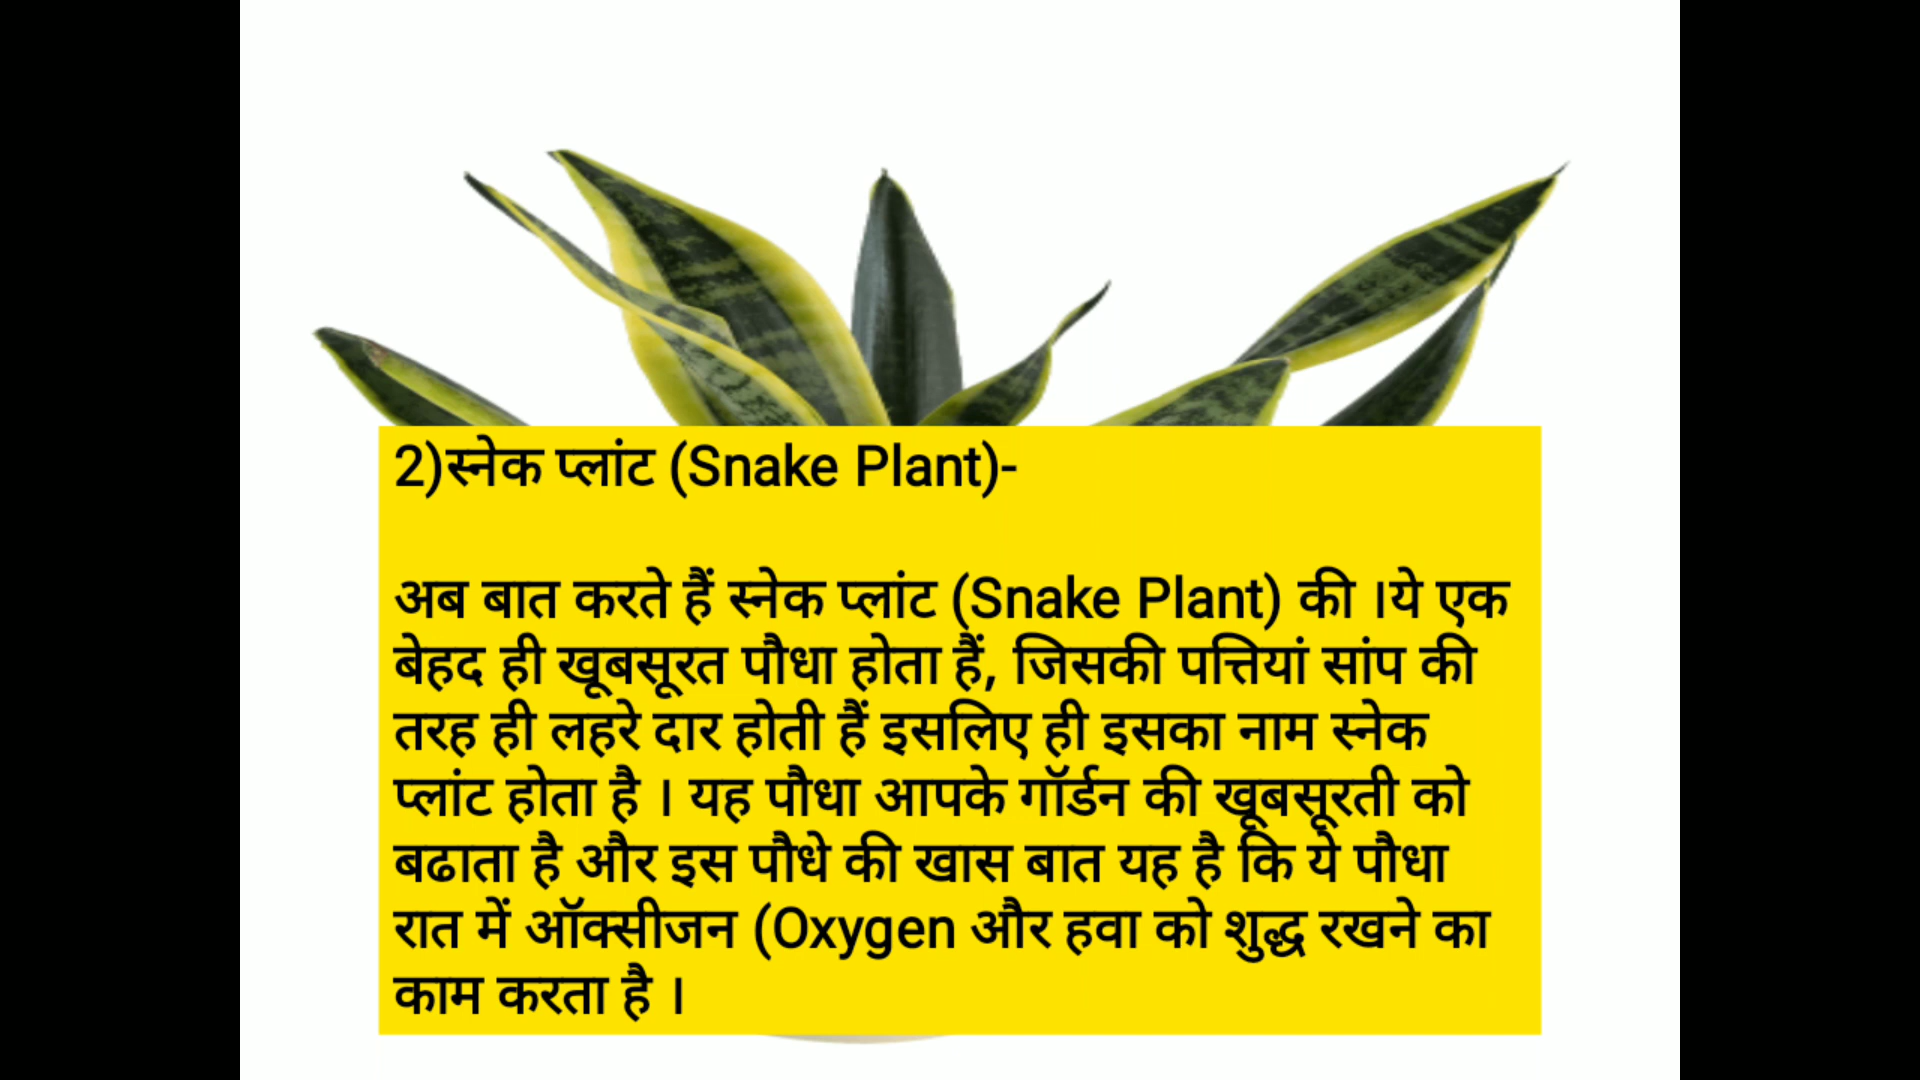 2)स्नेक प्लांट (Snake Plant)-
अब बात करते हैं स्नेक प्लांट (Snake Plant) की ।ये एक
बेहद ही खूबसूरत पौधा होता हैं, जिसकी पत्तियां सांप की
तरह ही लहरे दार होती हैं इसलिए ही इसका नाम स्नेक
प्लांट होता है । यह पौधा आपके गॉर्डन की खूबसूरती को
बढाता है और इस पौधे की खास बात यह है कि ये पौधा
रात में ऑक्सीजन (Oxygen और हवा को शुद्ध रखने का
काम करता है ।